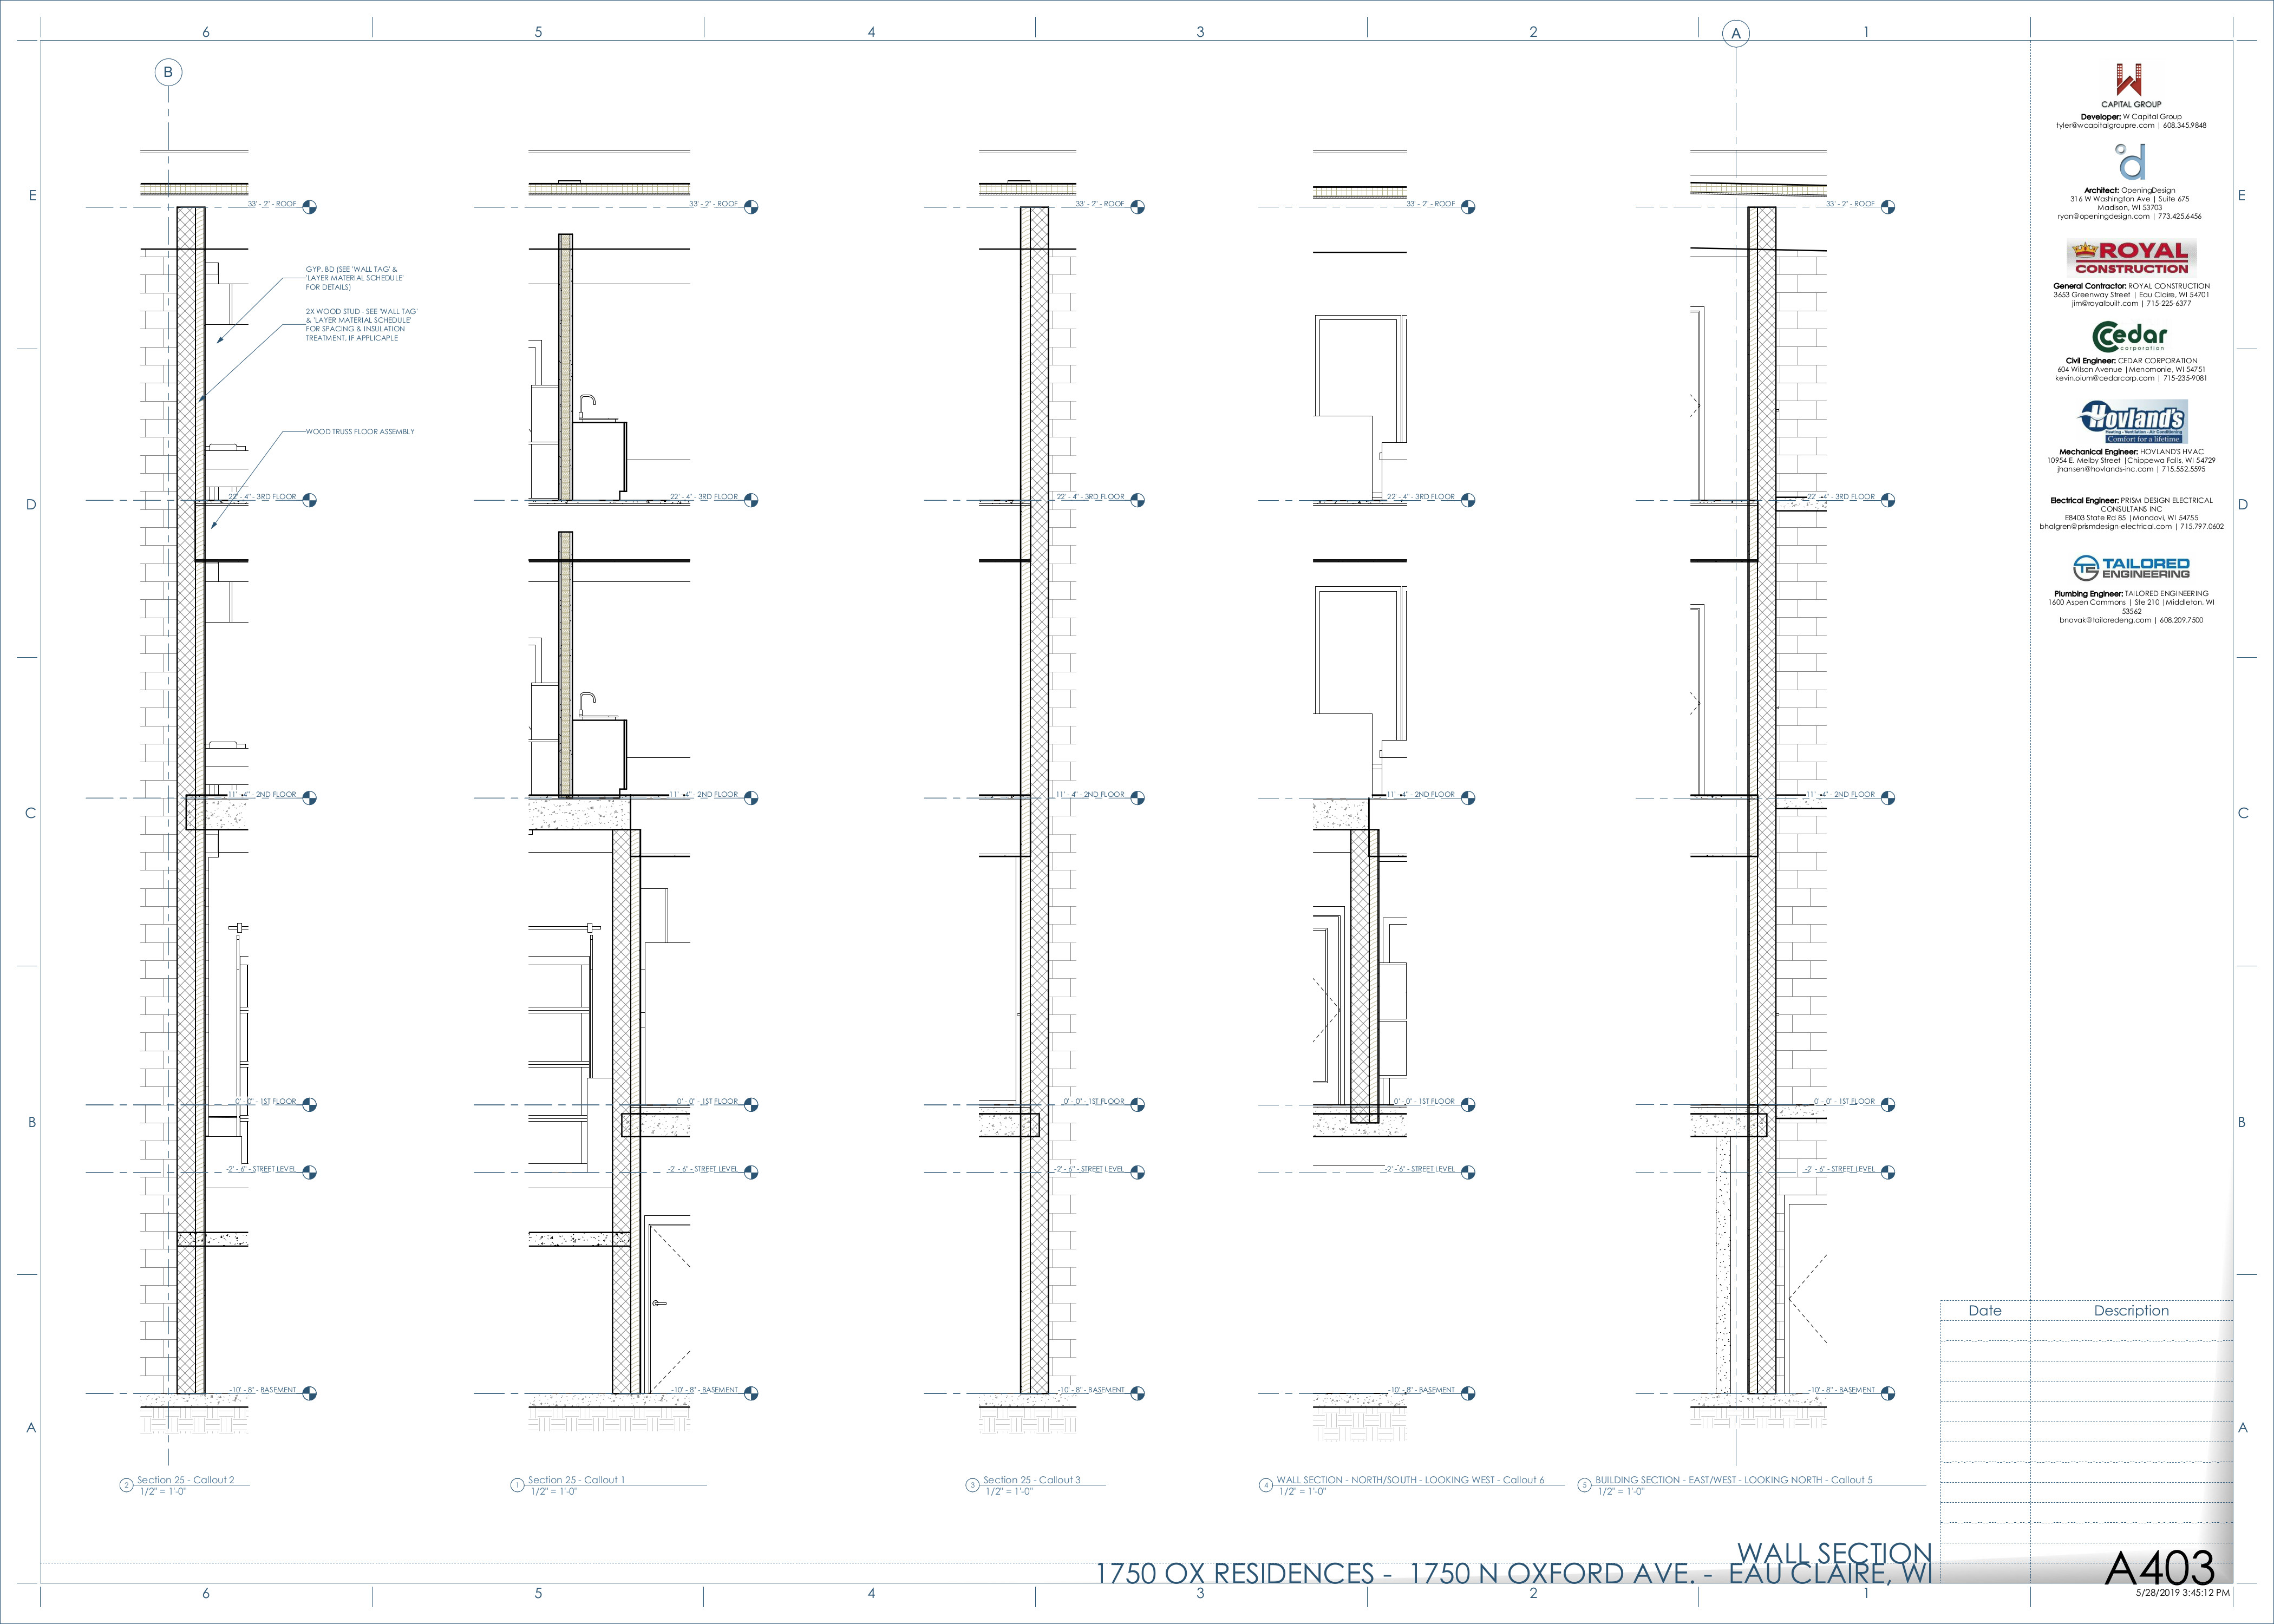 6
5
4
3
2
1
B
A
E
D
C
B
A
E
D
C
B
A
33' - 2" - ROOF
22' - 4" - 3RD FLOOR
11' - 4" - 2ND FLOOR
0' - 0" - 1ST FLOOR
-2' - 6" - STREET LEVEL
-10' - 8" - BASEMENT
GYP. BD (SEE 'WALL TAG' &
'LAYER MATERIAL SCHEDULE'
FOR DETAILS)
2X WOOD STUD - SEE 'WALL TAG'
& 'LAYER MATERIAL SCHEDULE'
FOR SPACING & INSULATION
TREATMENT, IF APPLICAPLE
WOOD TRUSS FLOOR ASSEMBLY
2
Section 25 - Callout 2
1/2" = 1'-0"
33' - 2" - ROOF
22' - 4" - 3RD FLOOR
11' - 4" - 2ND FLOOR
0' - 0" - 1ST FLOOR
-2' - 6" - STREET LEVEL
-10' - 8" - BASEMENT
1
Section 25 - Callout 1
1/2" = 1'-0"
33' - 2" - ROOF
22' - 4" - 3RD FLOOR
11' - 4" - 2ND FLOOR
0' - 0" - 1ST FLOOR
-2' - 6" - STREET LEVEL
-10' - 8" - BASEMENT
3
Section 25 - Callout 3
1/2" = 1'-0"
33' - 2" - ROOF
22' - 4" - 3RD FLOOR
11' - 4" - 2ND FLOOR
0' - 0" - 1ST FLOOR
-2' - 6" - STREET LEVEL
-10' - 8" - BASEMENT
4
WALL SECTION - NORTH/SOUTH - LOOKING WEST - Callout 6
1/2" = 1'-0"
33' - 2" - ROOF
22' - 4" - 3RD FLOOR
11' - 4" - 2ND FLOOR
0' - 0" - 1ST FLOOR
-2' - 6" - STREET LEVEL
-10' - 8" - BASEMENT
5
BUILDING SECTION - EAST/WEST - LOOKING NORTH - Callout 5
1/2" = 1'-0"
CAPITAL GROUP
Developer: W Capital Group
tyler@wcapitalgroupre.com | 608.345.9848
d
Architect: OpeningDesign
316 W Washington Ave | Suite 675
Madison, WI 53703
ryan@openingdesign.com | 773.425.6456
ROYAL
CONSTRUCTION
General Contractor: ROYAL CONSTRUCTION
3653 Greenway Street | Eau Claire, WI 54701
jim@royalbuilt.com | 715-225-6377
Cedar
corporation
Civil Engineer: CEDAR CORPORATION
604 Wilson Avenue |Menomonie, WI 54751
kevin.oium@cedarcorp.com | 715-235-9081
Hovland's
Heating - Ventilation - Air Conditioning
Comfort for a lifetime.
Mechanical Engineer: HOVLAND'S HVAC
10954 E. Melby Street |Chippewa Falls, WI 54729
jhansen@hovlands-inc.com | 715.552.5595
Electrical Engineer: PRISM DESIGN ELECTRICAL
CONSULTANS INC
E8403 State Rd 85 |Mondovi, WI 54755
bhalgren@prismdesign-electrical.com | 715.797.0602
TAILORED
ENGINEERING
Plumbing Engineer: TAILORED ENGINEERING
1600 Aspen Commons | Ste 210 |Middleton, WI
53562
bnovak@tailoredeng.com | 608.209.7500
Date
Description
WALL SECTION
1750 OX RESIDENCES - 1750 N OXFORD AVE. - EAU CLAIRE, WI
A403
5/28/2019 3:45:12 PM
6
5
4
3
2
1